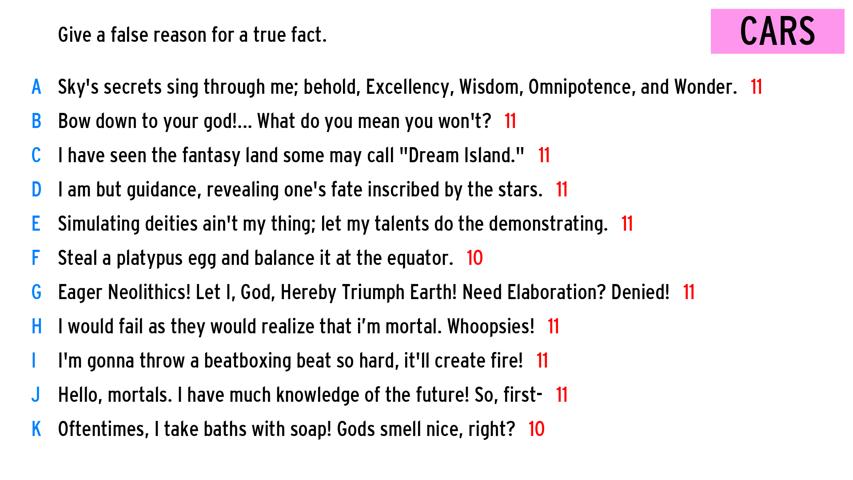 Give a false reason for a true fact.
CARS
A Sky's secrets sing through me; behold, Excellency, Wisdom, Omnipotence, and Wonder. 11
B Bow down to your god!... What do you mean you won't? 11
C I have seen the fantasy land some may call "Dream Island." 11
D I am but guidance, revealing one's fate inscribed by the stars. 11
E Simulating deities ain't my thing; let my talents do the demonstrating. 11
F Steal a platypus egg and balance it at the equator. 10
G Eager Neolithics! Let I, God, Hereby Triumph Earth! Need Elaboration? Denied! 11
H I would fail as they would realize that i’m mortal. Whoopsies! 11
I I'm gonna throw a beatboxing beat so hard, it'll create fire! 11
J Hello, mortals. I have much knowledge of the future! So, first- 11
K Oftentimes, I take baths with soap! Gods smell nice, right? 10